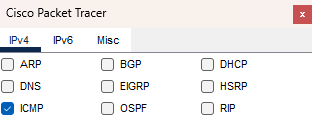 Cisco Packet Tracer
x
IPv4 IPv6 Misc
ARP BGP DHCP
DNS EIGRP HSRP
ICMP OSPF RIP